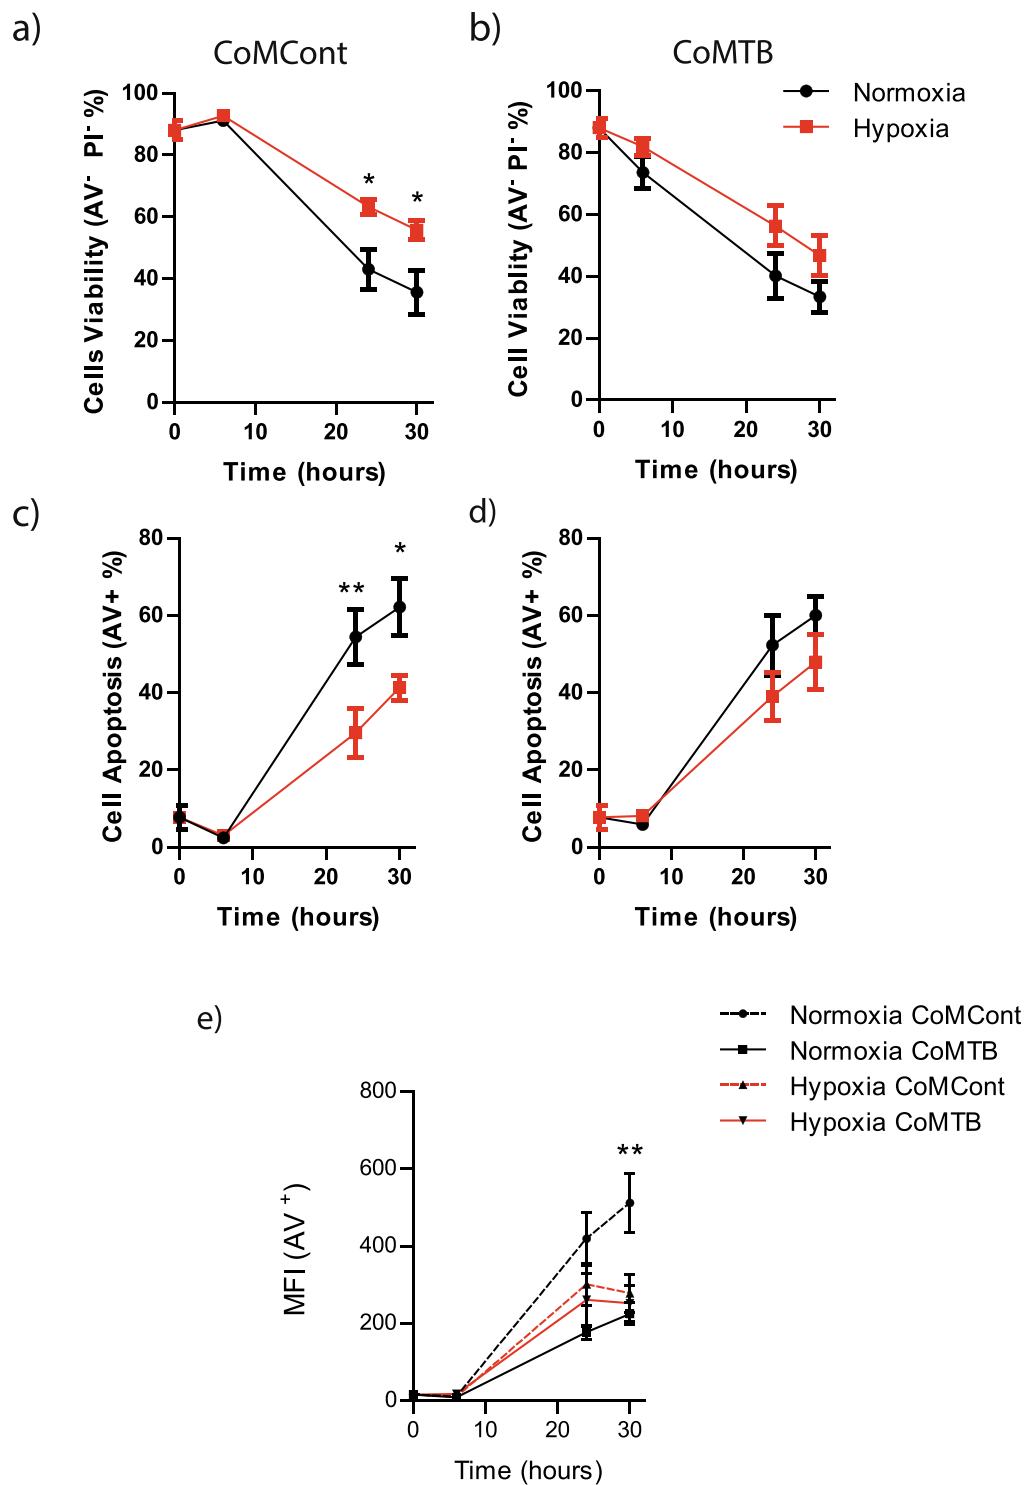 a)
CoMCont
Cells Viability (AV- PI- %)
100
80
60
40
20
0
*
*
0 10 20 30
Time (hours)
b)
CoMTB
Cell Viablity (AV- PI- %)
100
80
60
40
20
0
0 10 20 30
Time (hours)
Normoxia
Hypoxia
c)
Cell Apoptosis (AV+ %)
80
60
40
20
0
**
*
0 10 20 30
Time (hours)
d)
Cell Apoptosis (AV+ %)
80
60
40
20
0
0 10 20 30
Time (hours)
e)
Normoxia CoMCont
Normoxia CoMTB
Hypoxia CoMCont
Hypoxia CoMTB
MFI (AV +)
800
600
400
200
0
**
0 10 20 30
Time (hours)